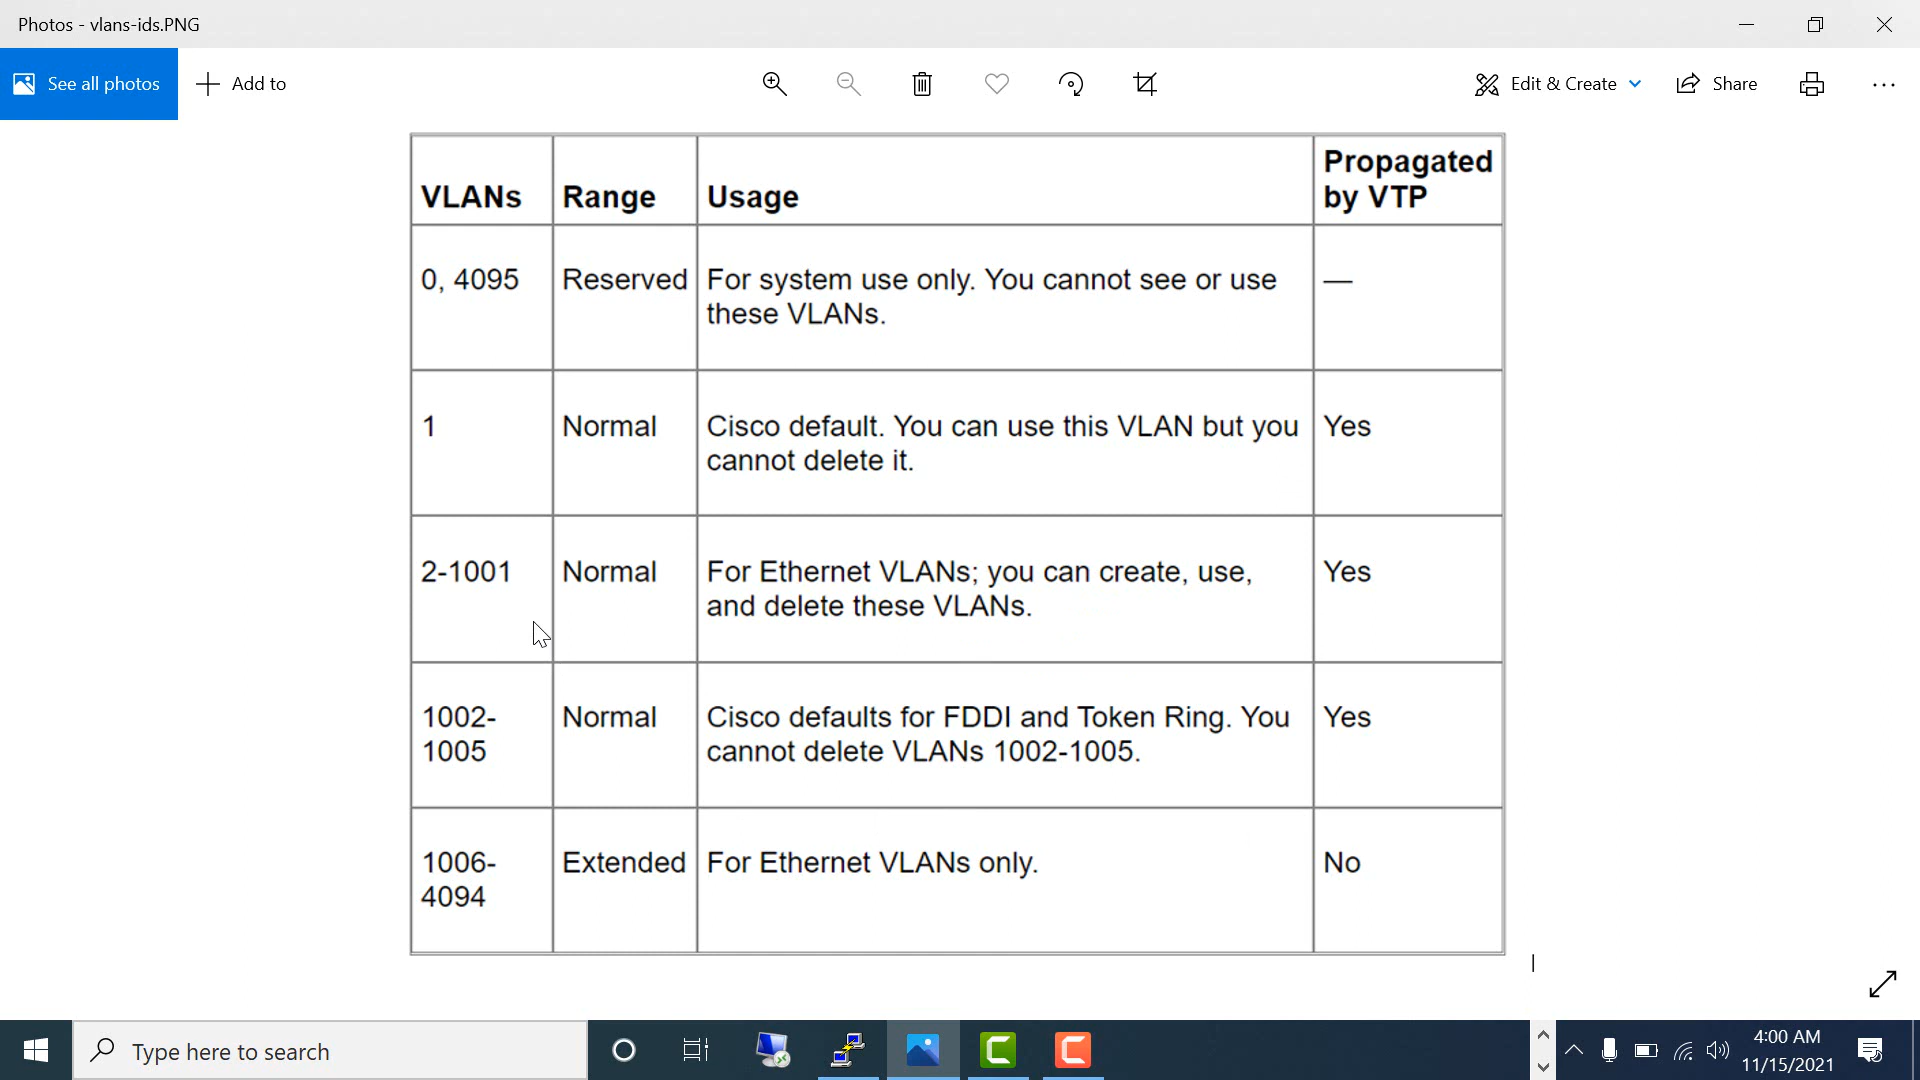 Photos - vlans-ids.PNG
See all photos
Add to
Edit & Create
Share
VLANs
Range
Usage
Propagated
by VTP
0, 4095
Reserved
For system use only. You cannot see or use
these VLANs.
—
1
Normal
Cisco default. You can use this VLAN but you
cannot delete it.
Yes
2-1001
Normal
For Ethernet VLANs; you can create, use,
and delete these VLANs.
Yes
1002-
1005
Normal
Cisco defaults for FDDI and Token Ring. You
cannot delete VLANs 1002-1005.
Yes
1006-
4094
Extended
For Ethernet VLANs only.
No
Type here to search
4:00 AM
11/15/2021